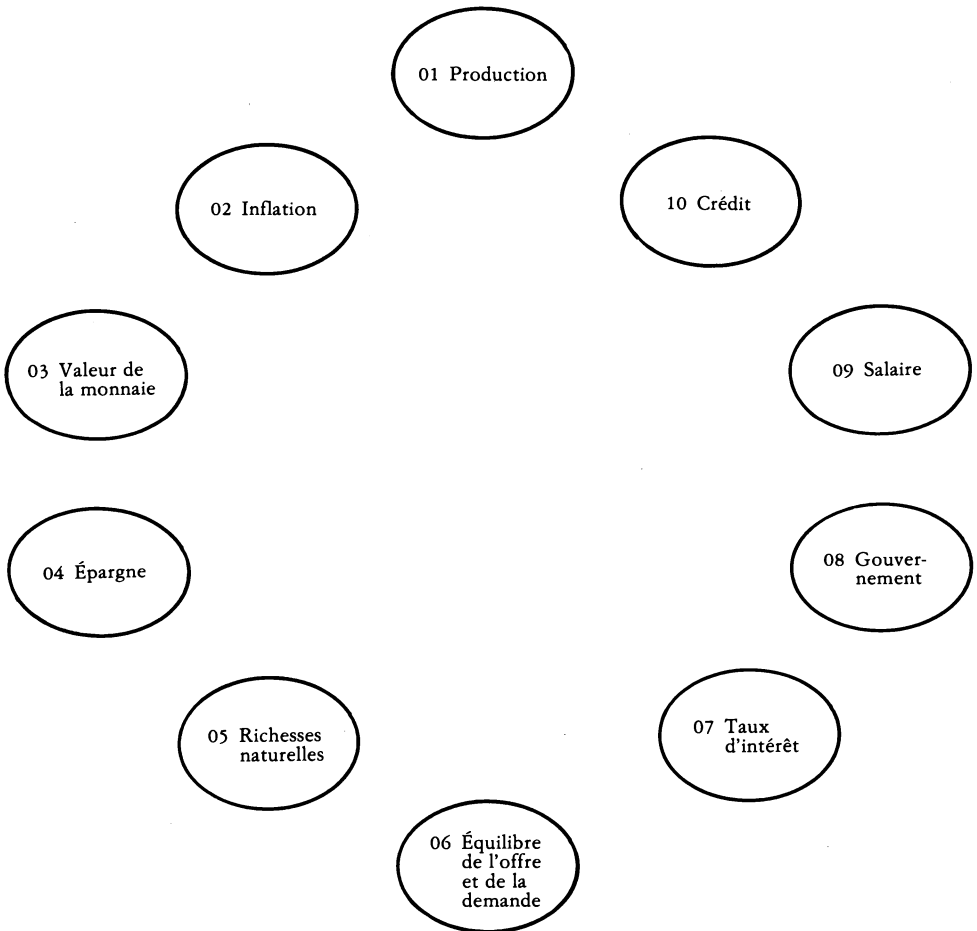 01 Production
02 Inflation
10 Crédit
03 Valeur de
la monnaie
09 Salaire
04 Épargne
08 Gouver-
nement
05 Richesses
naturelles
07 Taux
d'intérêt
06 Équilibre
de l'offre
et de la
demande